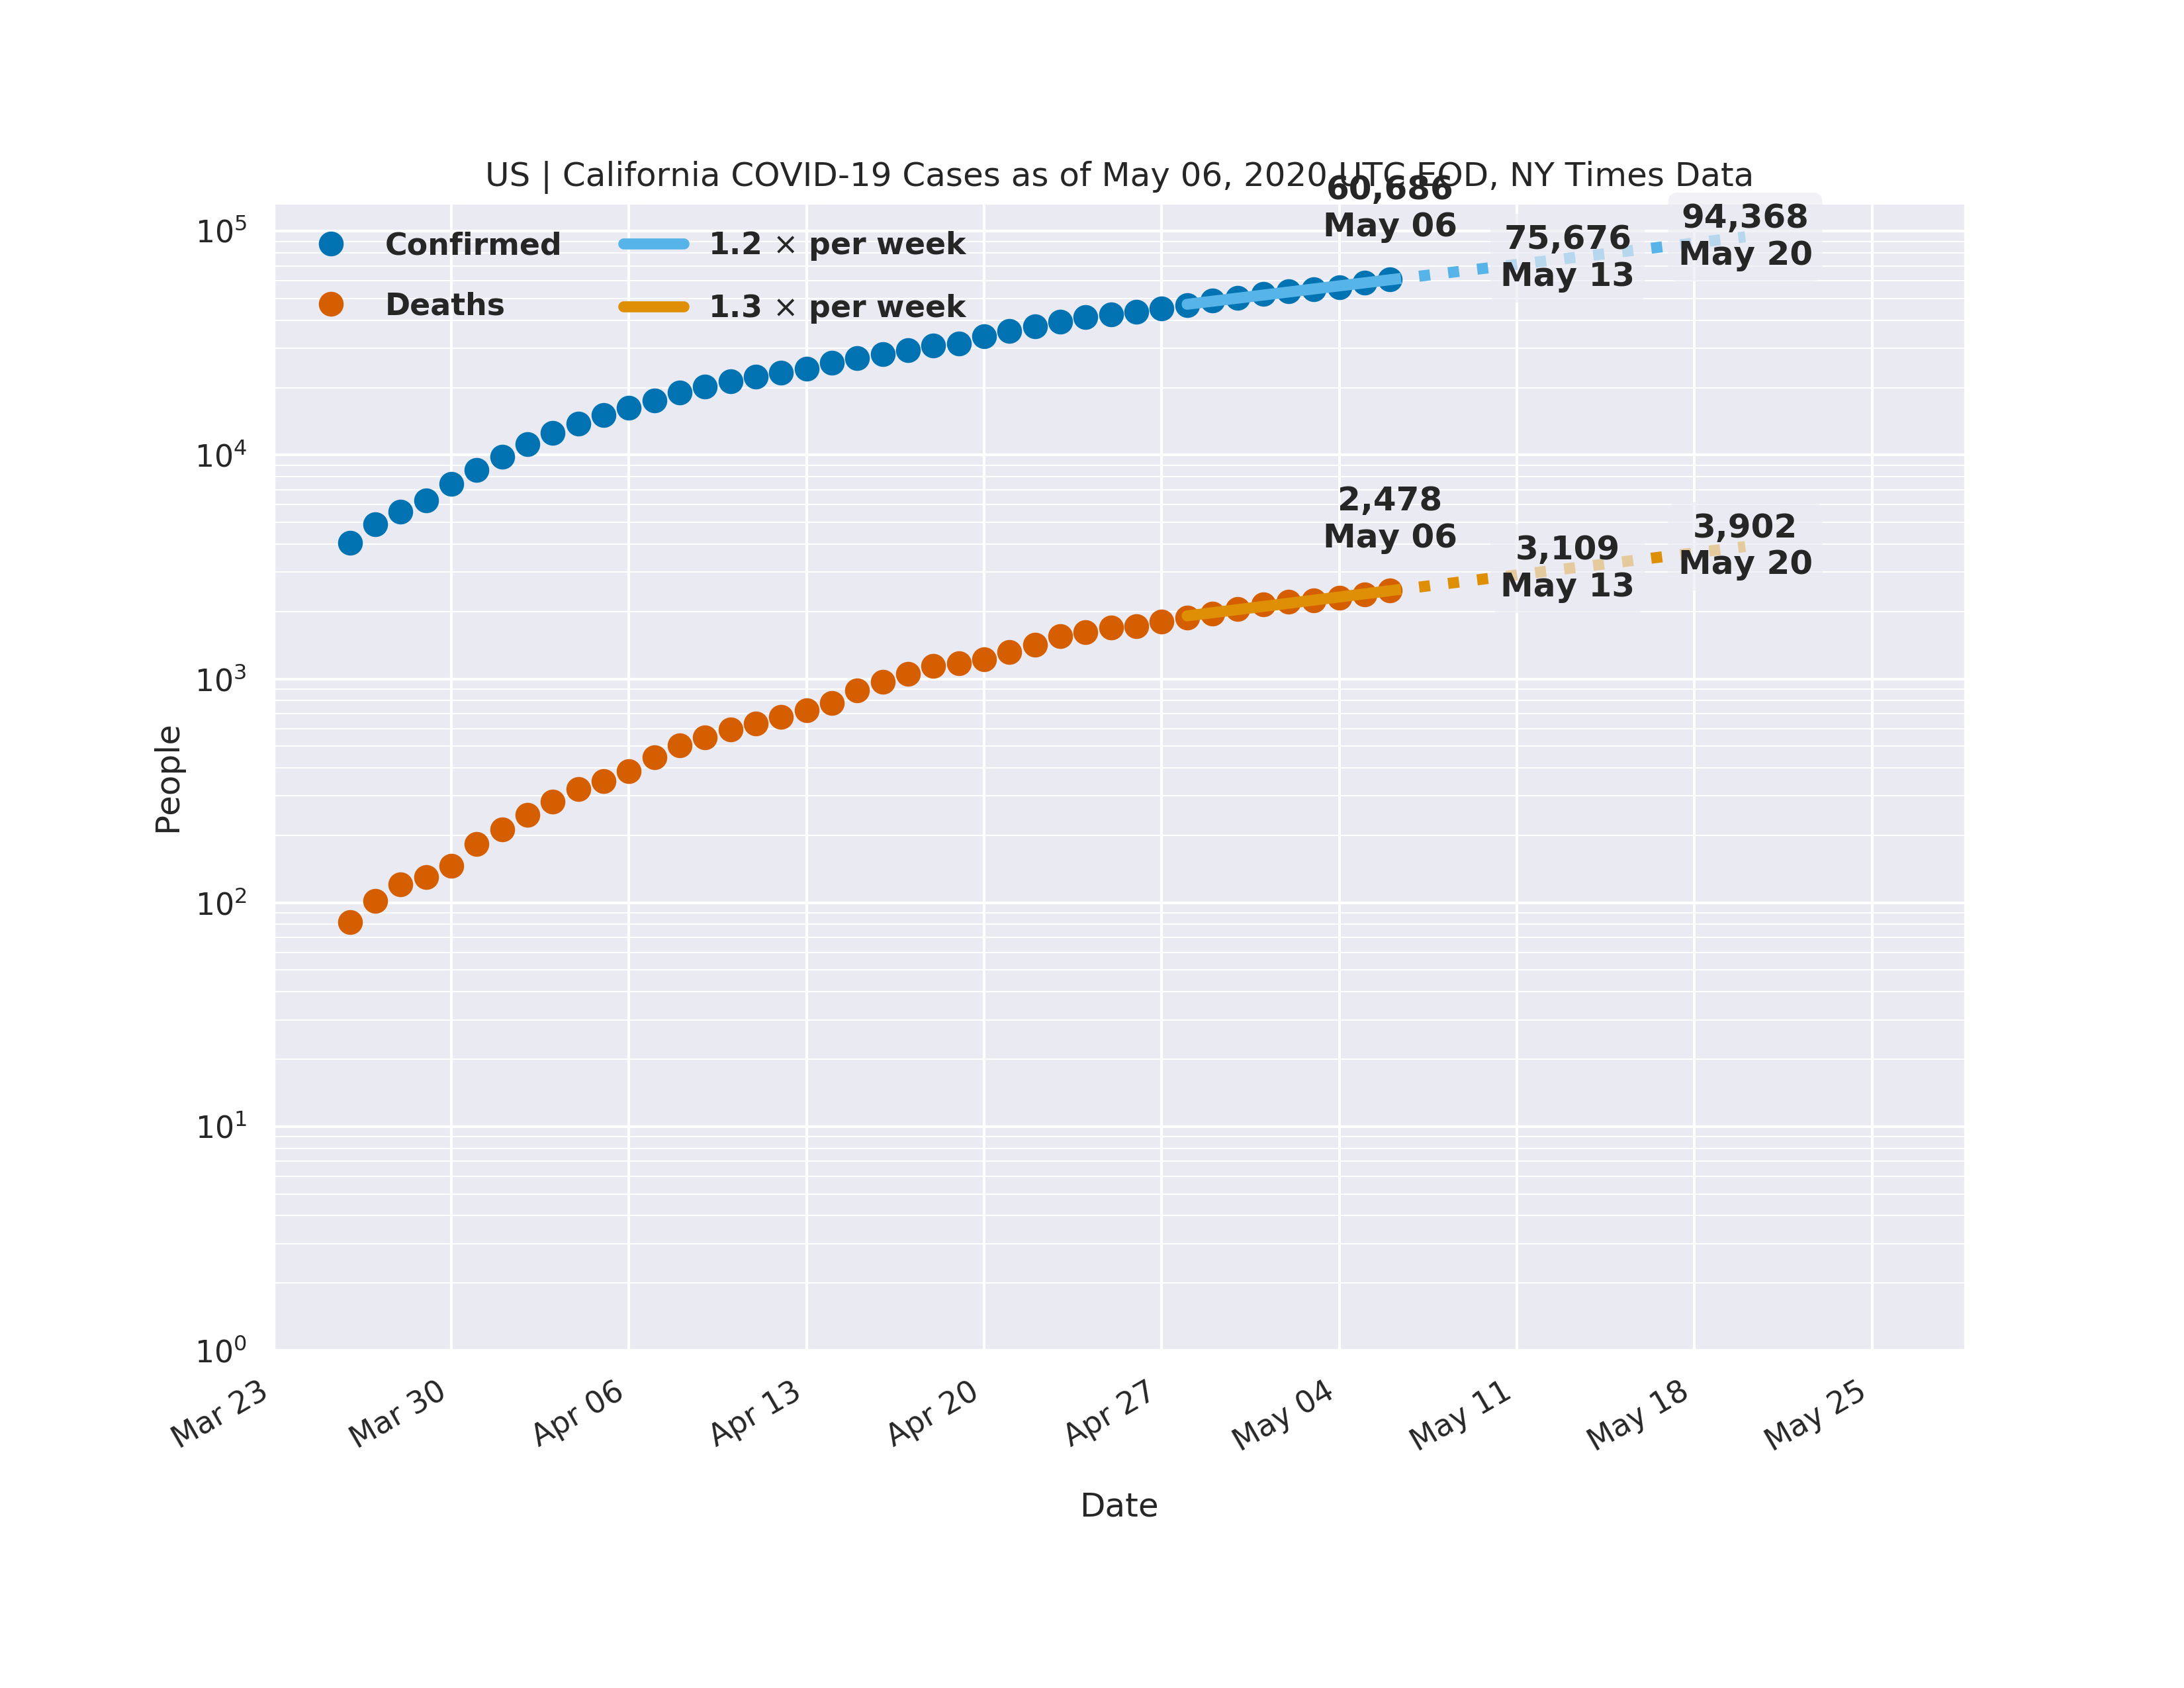 US | California COVID-19 Cases as of May 06, 2020 UTC EOD, NY Times Data
Confirmed
Deaths
1.2 × per week
1.3 × per week
60,686
May 06
75,676
May 13
94,368
May 20
2,478
May 06
3,109
May 13
3,902
May 20
People
10⁵
10⁴
10³
10²
10¹
10⁰
Mar 23
Mar 30
Apr 06
Apr 13
Apr 20
Apr 27
May 04
May 11
May 18
May 25
Date